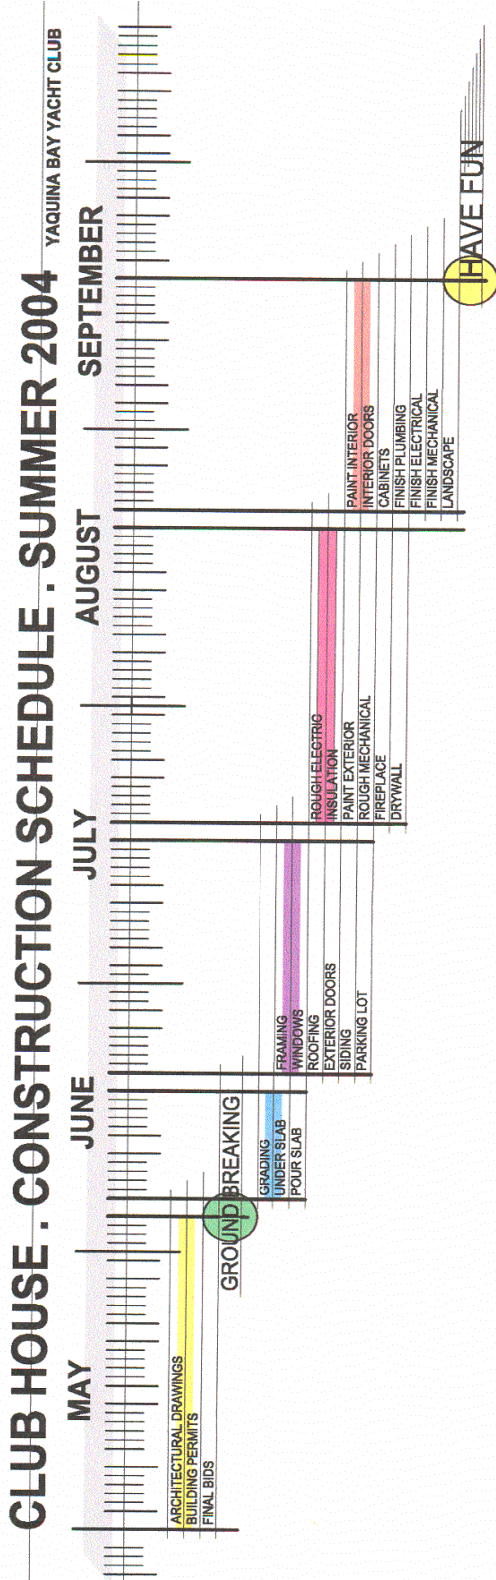 CLUB HOUSE . CONSTRUCTION SCHEDULE . SUMMER 2004 YAQUINA BAY YACHT CLUB
MAY JUNE JULY AUGUST SEPTEMBER
ARCHITECTURAL DRAWINGS
BUILDING PERMITS
FINAL BIDS
GROUND BREAKING
GRADING
UNDER SLAB
POUR SLAB
FRAMING
WINDOWS
ROOFING
EXTERIOR DOORS
SIDING
PARKING LOT
ROUGH ELECTRIC
INSULATION
PAINT EXTERIOR
ROUGH MECHANICAL
FIREPLACE
DRYWALL
PAINT INTERIOR
INTERIOR DOORS
CABINETS
FINISH PLUMBING
FINISH ELECTRICAL
FINISH MECHANICAL
LANDSCAPE
HAVE FUN